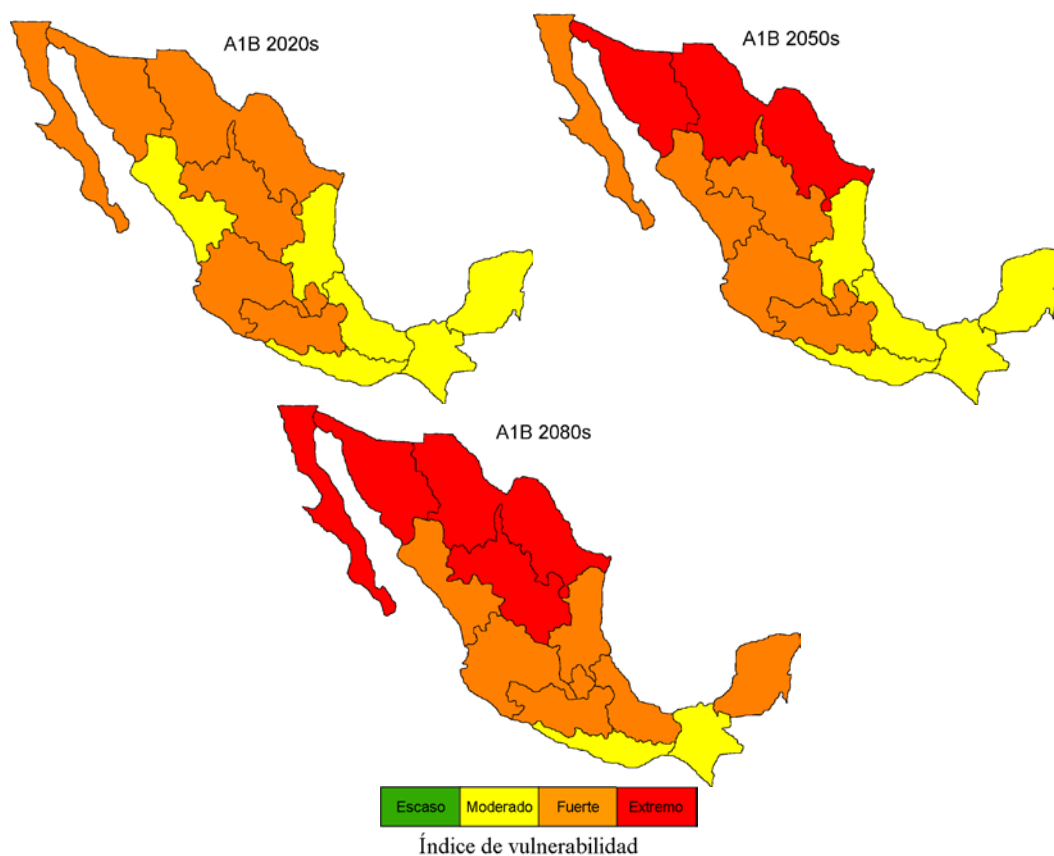 A1B 2020s
A1B 2050s
A1B 2080s
Escaso Moderado Fuerte Extremo
Índice de vulnerabilidad